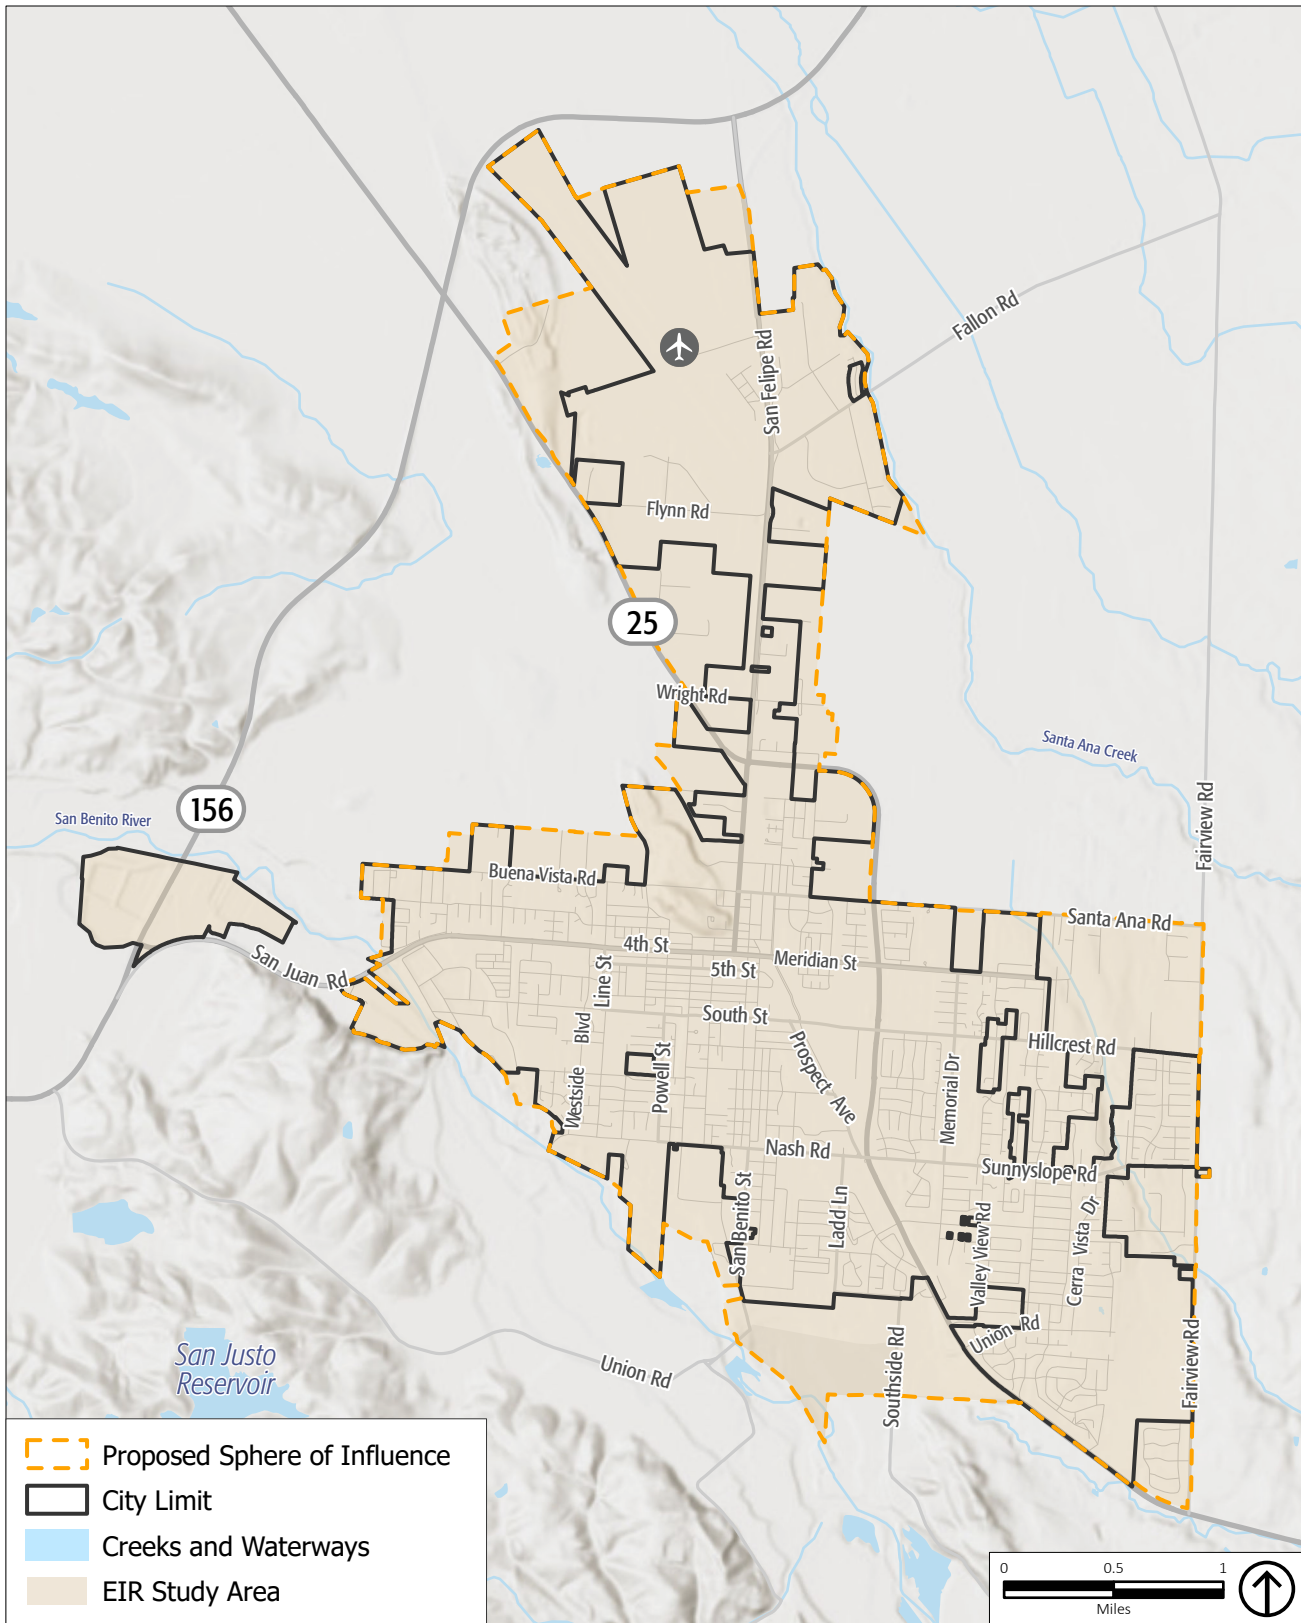 Fallon Rd
San Felipe Rd
Flynn Rd
25
Wright Rd
Santa Ana Creek
156
San Benito River
Fairview Rd
Buena Vista Rd
Santa Ana Rd
4th St
Meridian St
5th St
San Juan Rd
Line St
South St
Westside Blvd
Hillcrest Rd
Powell St
Prospect Ave
Memorial Dr
Nash Rd
Sunnyslope Rd
San Benito St
Ladd Ln
Valley View Rd
Cerra Vista Dr
Union Rd
San Justo
Reservoir
Union Rd
Southside Rd
Fairview Rd
Proposed Sphere of Influence
City Limit
Creeks and Waterways
EIR Study Area
0 0.5 1
Miles